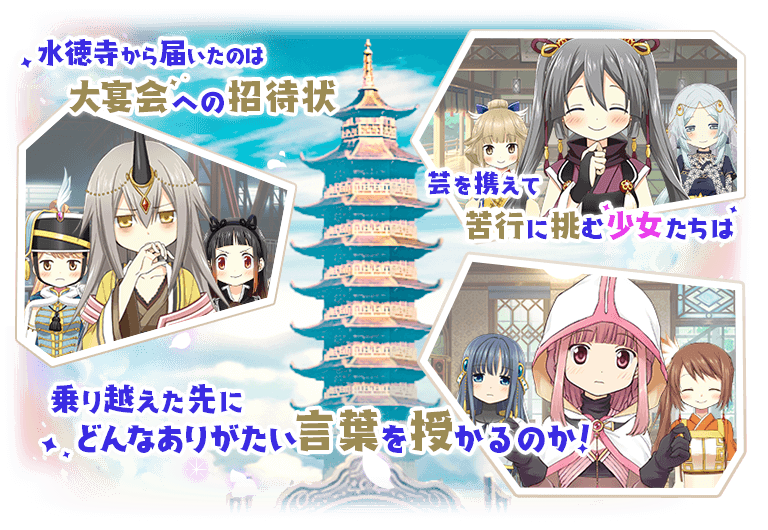 水徳寺から届いたのは
大宴会への招待状
芸を携えて
苦行に挑む少女たちは
乗り越えた先に
どんなありがたい言葉を授かるのか!